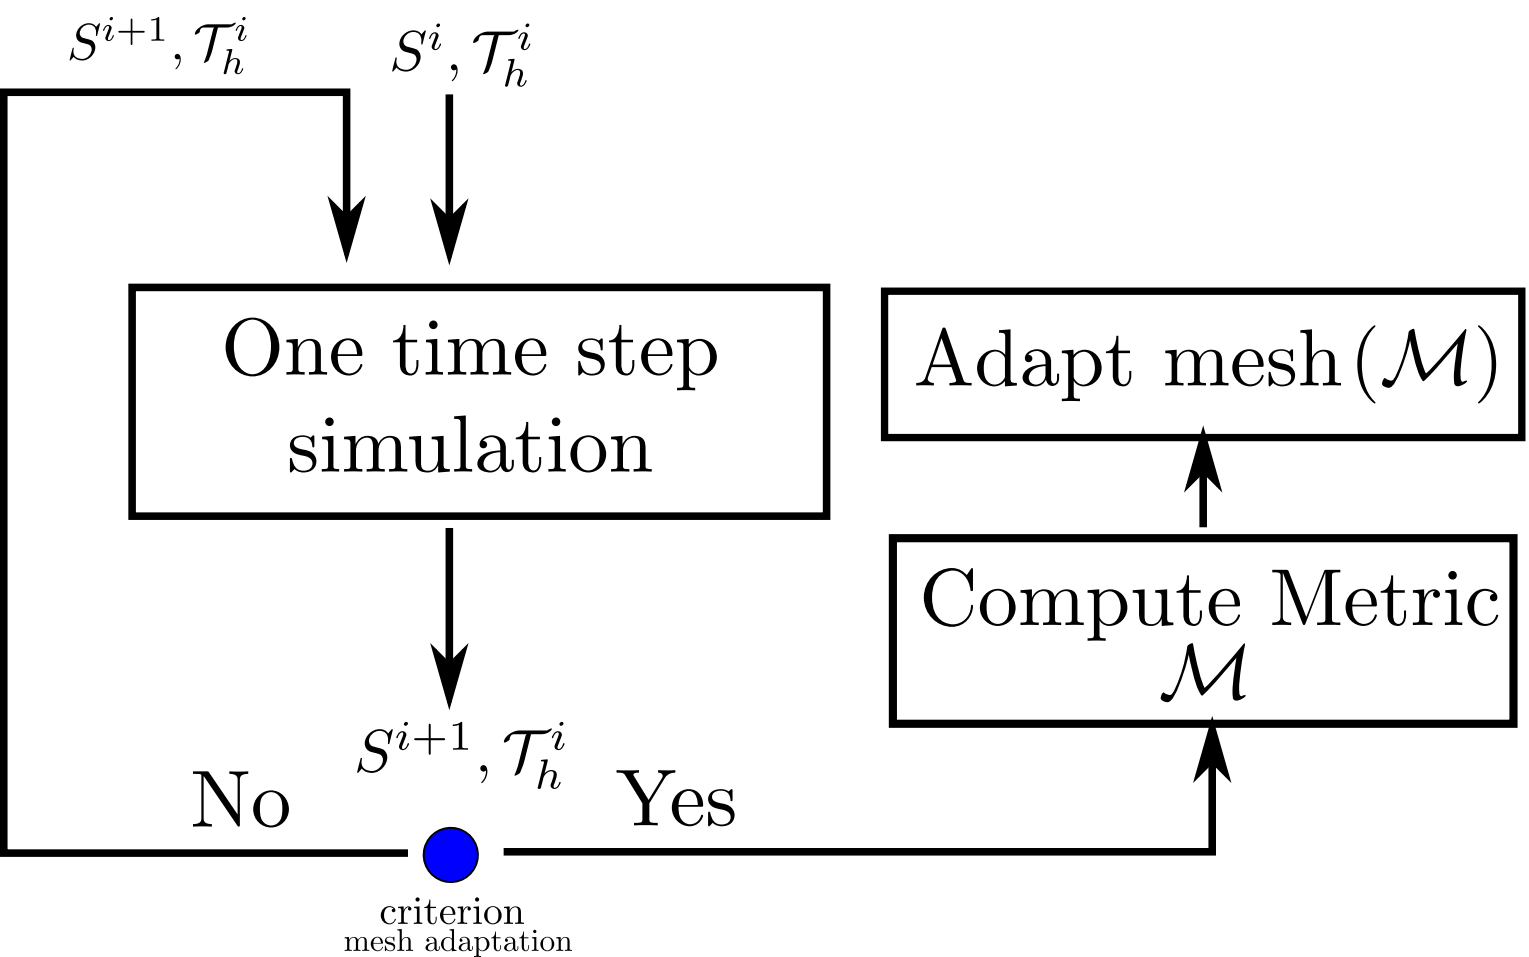 S^{i+1}, 𝒯_h^i
S^i, 𝒯_h^i
One time step
simulation
Adapt mesh(ℳ)
Compute Metric
ℳ
S^{i+1}, 𝒯_h^i
No
Yes
criterion
mesh adaptation